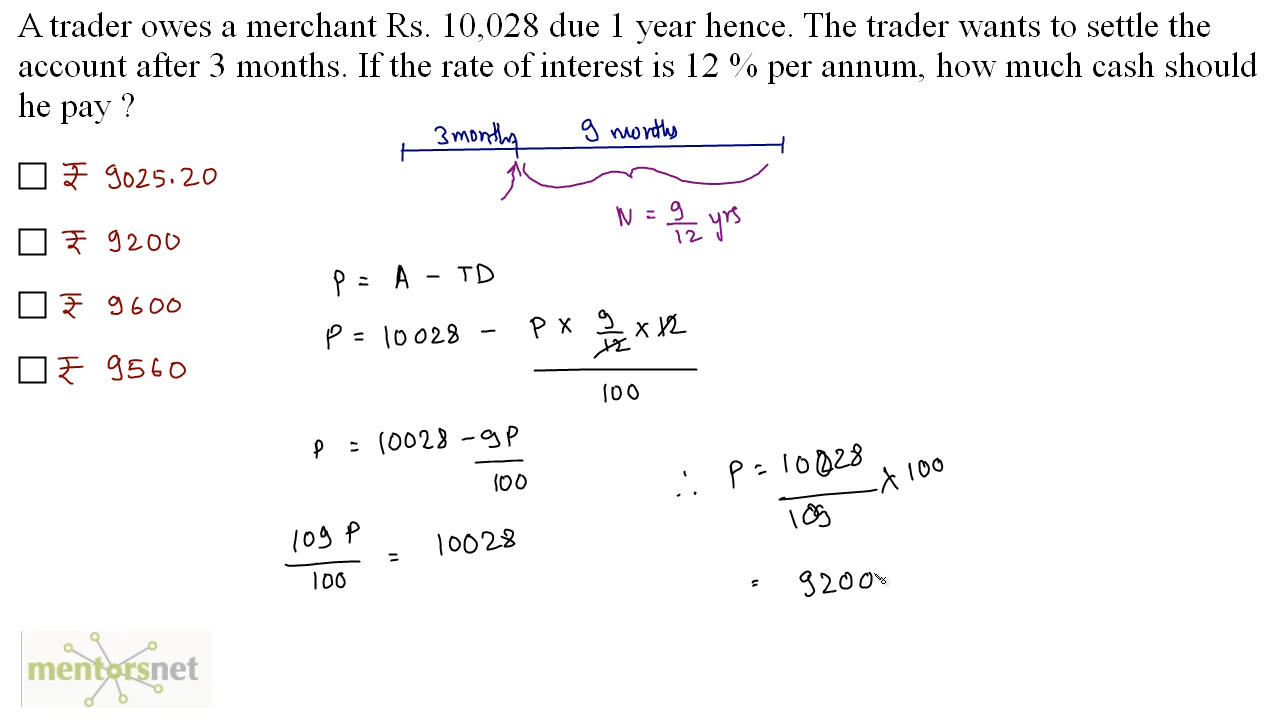 A trader owes a merchant Rs. 10,028 due 1 year hence. The trader wants to settle the
account after 3 months. If the rate of interest is 12 % per annum, how much cash should
he pay ?
3 months 9 months
₹ 9025.20
N = 9/12 yrs
₹ 9200
P = A - TD
₹ 9600
P = 10028 - P x 9/12 x 12 / 100
₹ 9560
P = 10028 - 9P/100
∴ P = 10028/109 x 100
109 P/100 = 10028
= 9200
mentorsnet